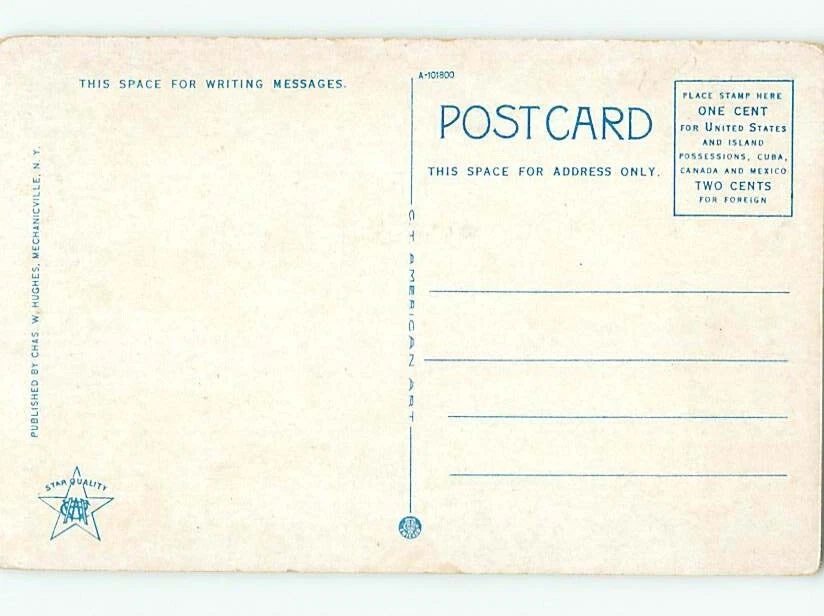 THIS SPACE FOR WRITING MESSAGES.
A-101800
POSTCARD
THIS SPACE FOR ADDRESS ONLY.
PLACE STAMP HERE
ONE CENT
FOR UNITED STATES
AND ISLAND
POSSESSIONS, CUBA,
CANADA AND MEXICO
TWO CENTS
FOR FOREIGN
PUBLISHED BY CHAS. W. HUGHES, MECHANICVILLE, N. Y.
C. T. AMERICAN ART
STAR QUALITY